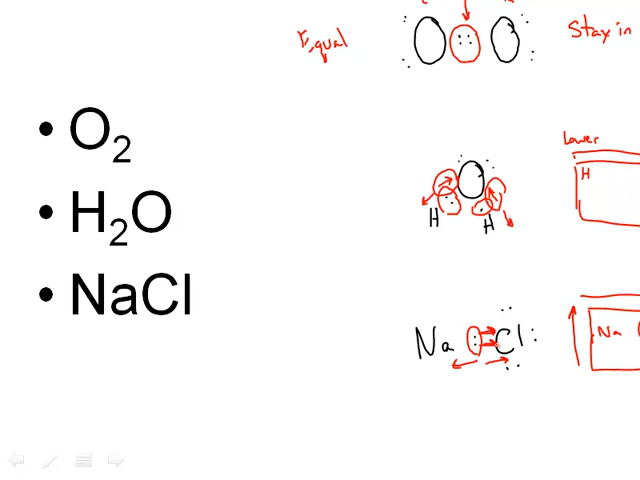 Equal
Stay in
• O₂
Lower
H
• H₂O
H
H
• NaCl
Na Cl
Na